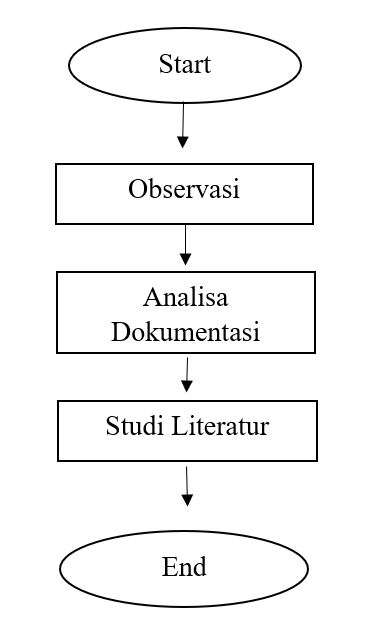 Start
Observasi
Analisa
Dokumentasi
Studi Literatur
End